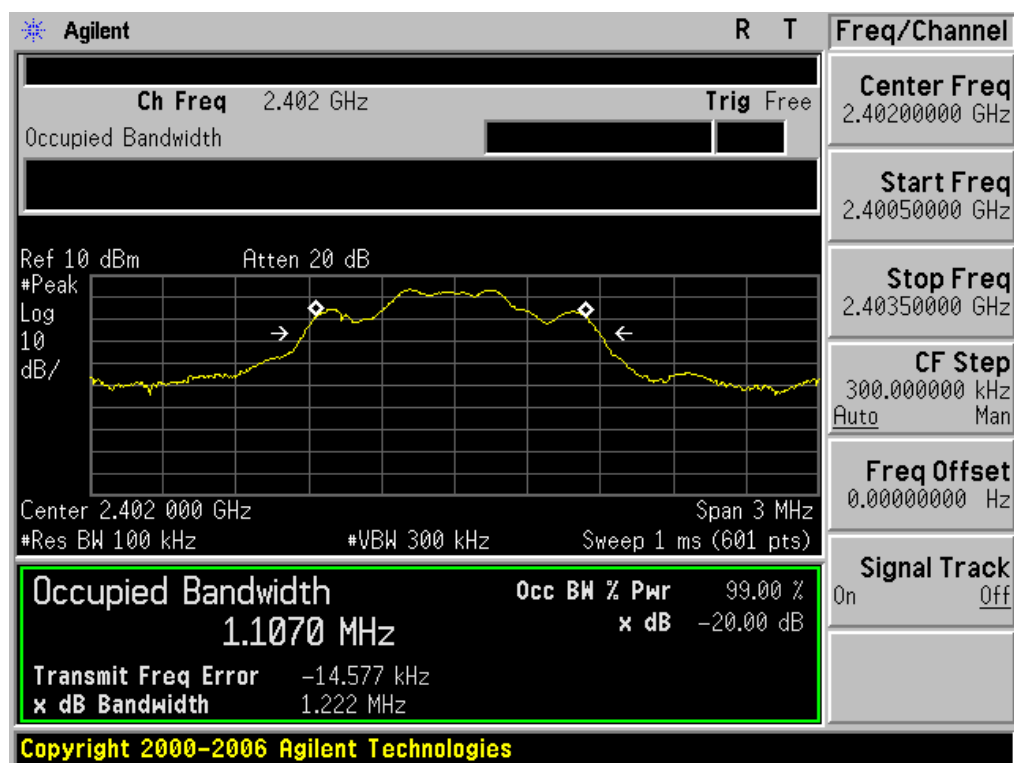 Agilent R T Freq/Channel
Ch Freq 2.402 GHz Trig Free
Occupied Bandwidth
Center Freq
2.40200000 GHz
Start Freq
2.40050000 GHz
Stop Freq
2.40350000 GHz
CF Step
300.000000 kHz
Auto Man
Freq Offset
0.00000000 Hz
Signal Track
On Off
Ref 10 dBm Atten 20 dB
#Peak
Log
10
dB/
Center 2.402 000 GHz Span 3 MHz
#Res BW 100 kHz #VBW 300 kHz Sweep 1 ms (601 pts)
Occupied Bandwidth Occ BW % Pwr 99.00 %
1.1070 MHz x dB -20.00 dB
Transmit Freq Error -14.577 kHz
x dB Bandwidth 1.222 MHz
Copyright 2000-2006 Agilent Technologies